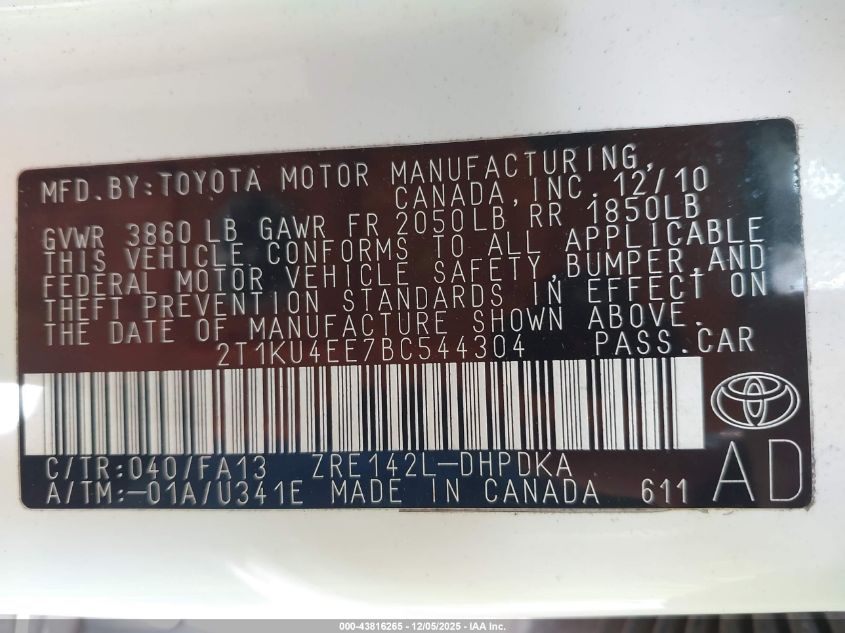 MFD.BY:TOYOTA MOTOR MANUFACTURING,
CANADA,INC. 12/10
GVWR 3860 LB GAWR FR 2050LB RR 1850LB
THIS VEHICLE CONFORMS TO ALL APPLICABLE
FEDERAL MOTOR VEHICLE SAFETY,BUMPER,AND
THEFT PREVENTION STANDARDS IN EFFECT ON
THE DATE OF MANUFACTURE SHOWN ABOVE.
2T1KU4EE7BC544304 PASS.CAR
C/TR:040/FA13 ZRE142L-DHPDKA
A/TM:-01A/U341E MADE IN CANADA 611
AD
000-43816265 - 12/05/2025 - IAA Inc.